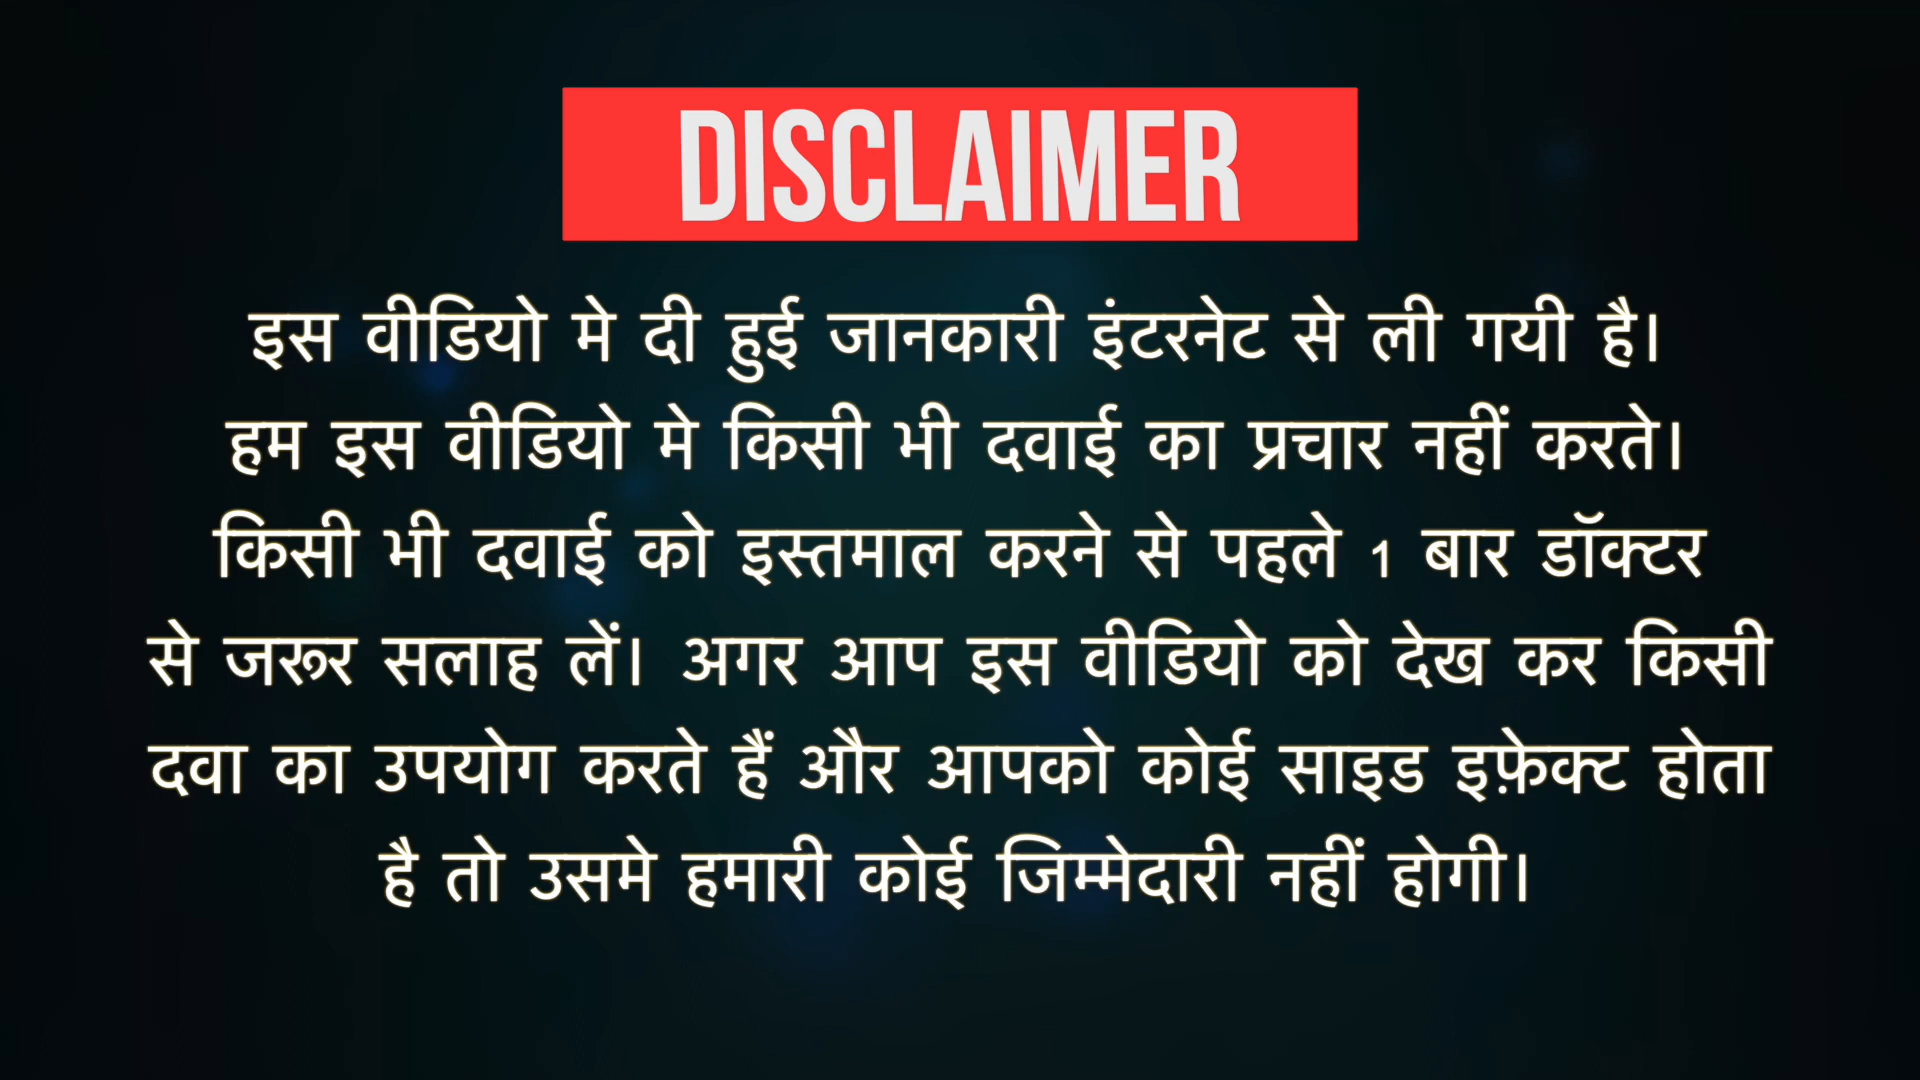 DISCLAIMER
इस वीडियो मे दी हुई जानकारी इंटरनेट से ली गयी है।
हम इस वीडियो मे किसी भी दवाई का प्रचार नहीं करते।
किसी भी दवाई को इस्तमाल करने से पहले 1 बार डॉक्टर
से जरूर सलाह लें। अगर आप इस वीडियो को देख कर किसी
दवा का उपयोग करते हैं और आपको कोई साइड इफ़ेक्ट होता
है तो उसमे हमारी कोई जिम्मेदारी नहीं होगी।